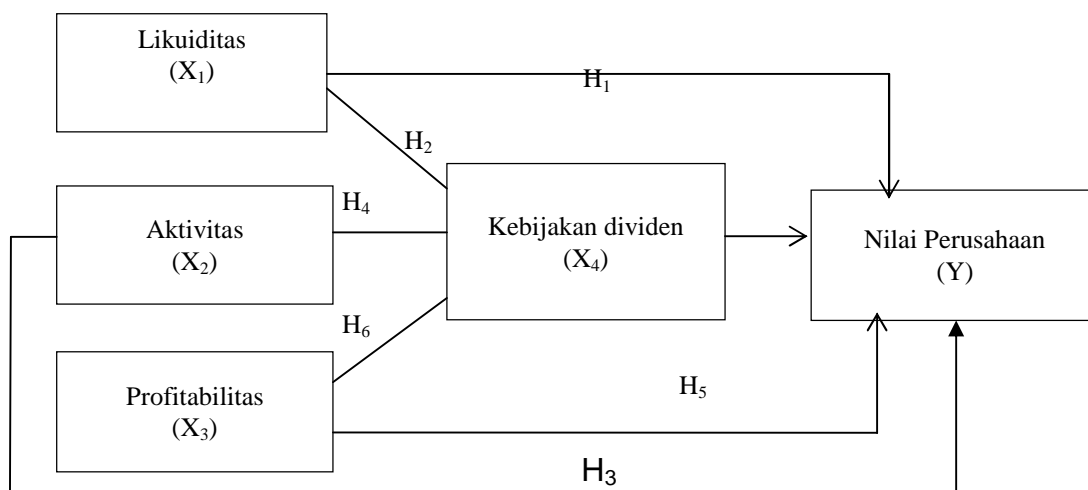 Likuiditas
(X₁)
H₁
H₂
Aktivitas
(X₂)
H₄
Kebijakan dividen
(X₄)
Nilai Perusahaan
(Y)
H₆
Profitabilitas
(X₃)
H₅
H₃